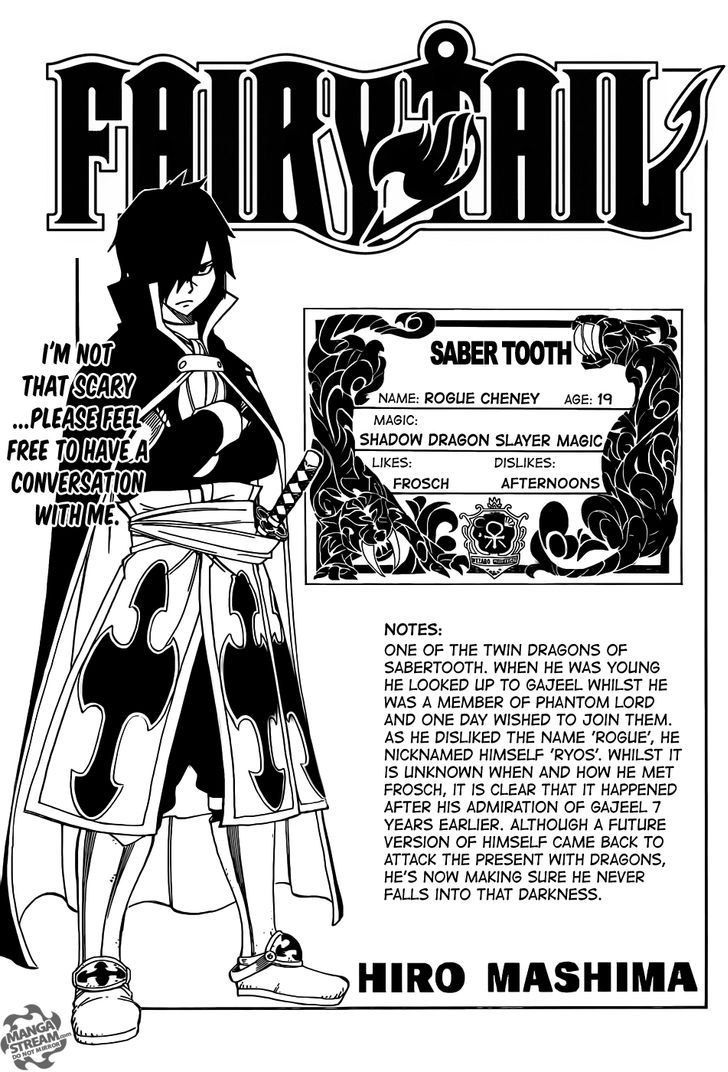 FAIRY TAIL
I'M NOT
THAT SCARY
...PLEASE FEEL
FREE TO HAVE A
CONVERSATION
WITH ME.
SABER TOOTH
NAME: ROGUE CHENEY AGE: 19
MAGIC:
SHADOW DRAGON SLAYER MAGIC
LIKES: DISLIKES:
FROSCH AFTERNOONS
NOTES:
ONE OF THE TWIN DRAGONS OF
SABERTOOTH. WHEN HE WAS YOUNG
HE LOOKED UP TO GAJEEL WHILST HE
WAS A MEMBER OF PHANTOM LORD
AND ONE DAY WISHED TO JOIN THEM.
AS HE DISLIKED THE NAME 'ROGUE', HE
NICKNAMED HIMSELF 'RYOS'. WHILST IT
IS UNKNOWN WHEN AND HOW HE MET
FROSCH, IT IS CLEAR THAT IT HAPPENED
AFTER HIS ADMIRATION OF GAJEEL 7
YEARS EARLIER. ALTHOUGH A FUTURE
VERSION OF HIMSELF CAME BACK TO
ATTACK THE PRESENT WITH DRAGONS,
HE'S NOW MAKING SURE HE NEVER
FALLS INTO THAT DARKNESS.
HIRO MASHIMA
MANGA
STREAM.com
DO NOT MIRROR